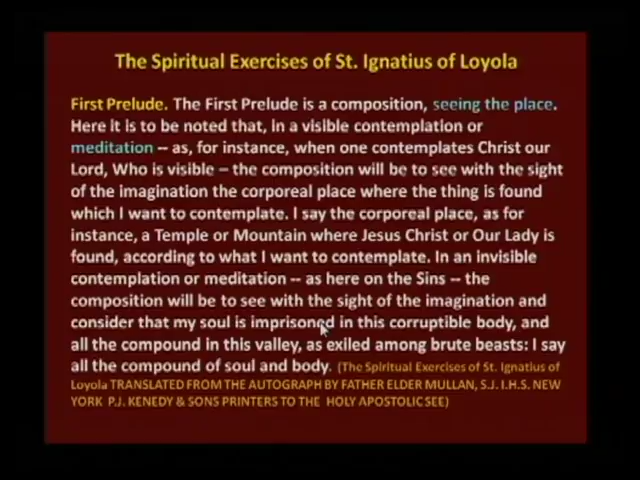 The Spiritual Exercises of St. Ignatius of Loyola
First Prelude. The First Prelude is a composition, seeing the place.
Here it is to be noted that, in a visible contemplation or
meditation -- as, for instance, when one contemplates Christ our
Lord, Who is visible – the composition will be to see with the sight
of the imagination the corporeal place where the thing is found
which I want to contemplate. I say the corporeal place, as for
instance, a Temple or Mountain where Jesus Christ or Our Lady is
found, according to what I want to contemplate. In an invisible
contemplation or meditation -- as here on the Sins -- the
composition will be to see with the sight of the imagination and
consider that my soul is imprisoned in this corruptible body, and
all the compound in this valley, as exiled among brute beasts: I say
all the compound of soul and body. (The Spiritual Exercises of St. Ignatius of
Loyola TRANSLATED FROM THE AUTOGRAPH BY FATHER ELDER MULLAN, S.J. I.H.S. NEW
YORK P.J. KENEDY & SONS PRINTERS TO THE HOLY APOSTOLIC SEE)